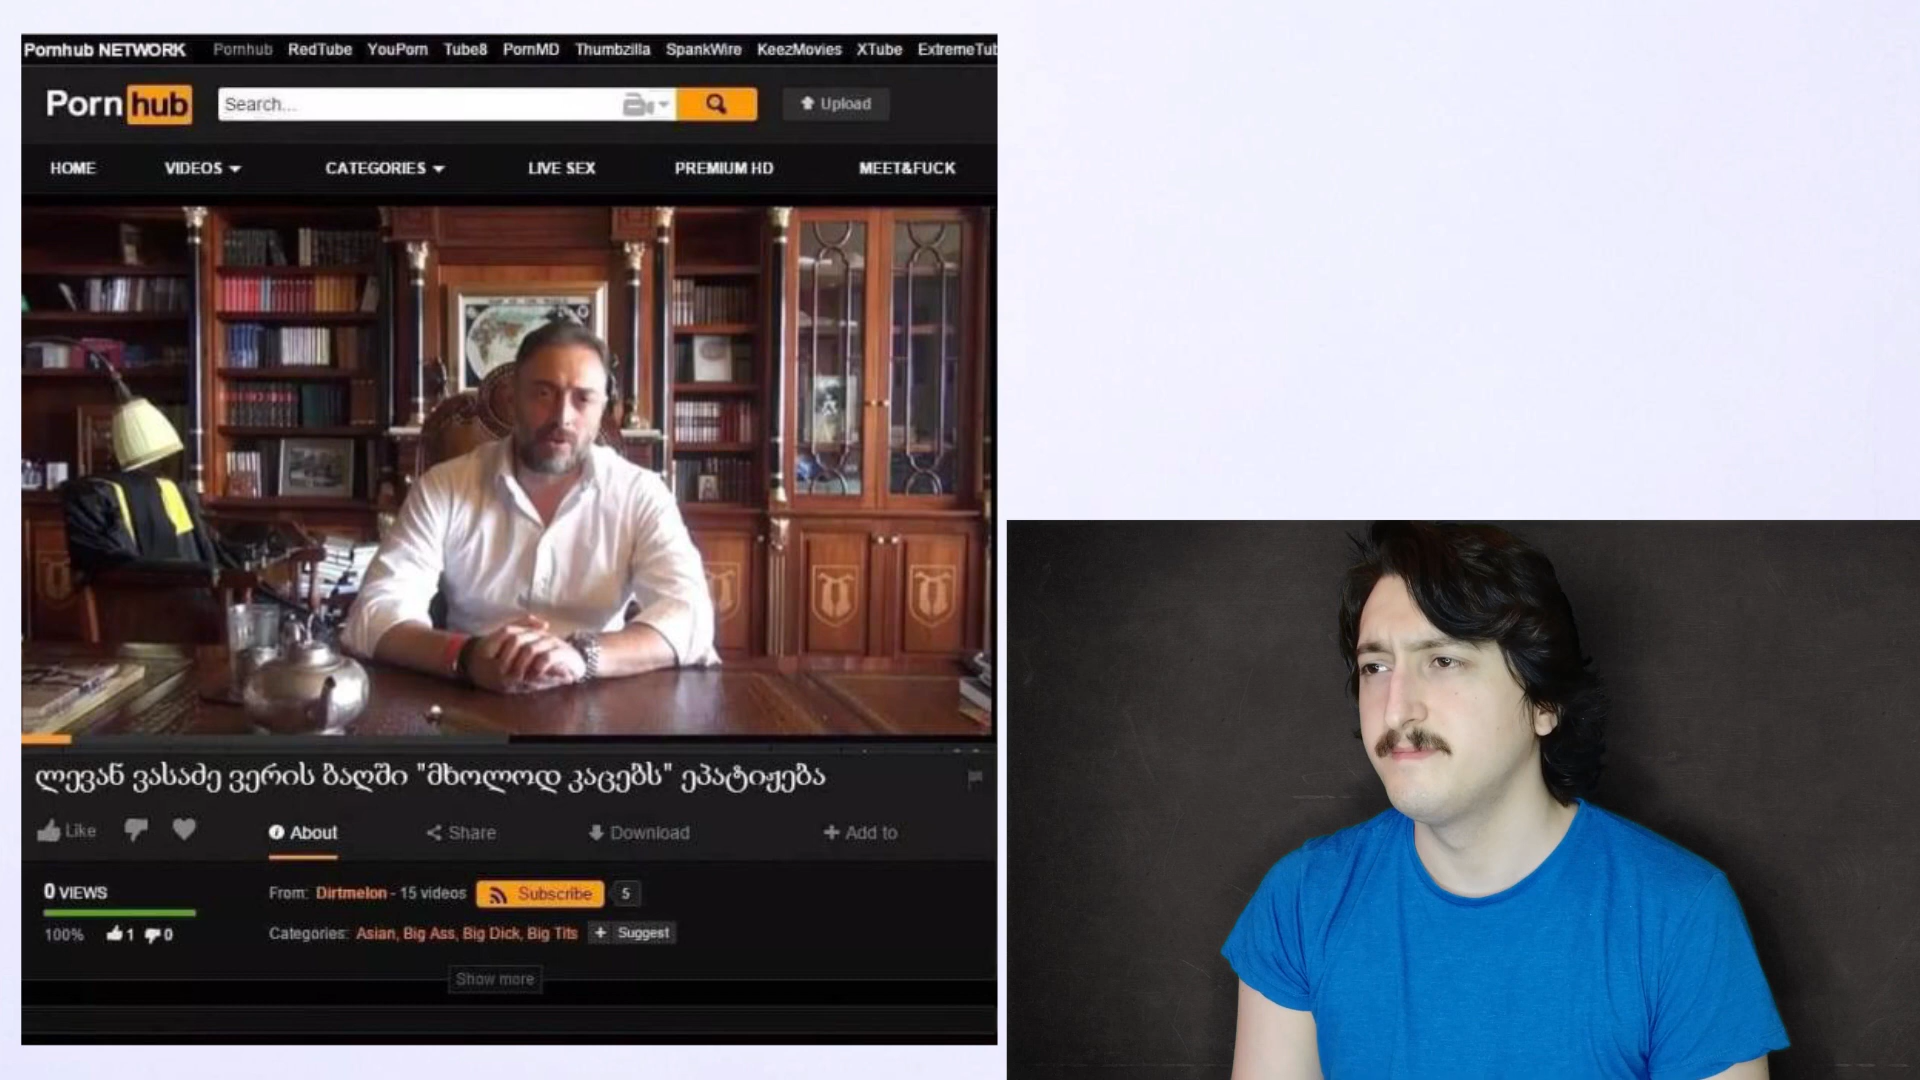 Pornhub NETWORK Pornhub RedTube YouPorn Tube8 PornMD Thumbzilla SpankWire KeezMovies XTube ExtremeTub
Porn hub Search... Upload
HOME VIDEOS CATEGORIES LIVE SEX PREMIUM HD MEET&FUCK
ლევან ვასაძე ვერის ბაღში "მხოლოდ კაცებს" ეპატიჟება
Like About Share Download + Add to
0 VIEWS From: Dirtmelon - 15 videos Subscribe 5
100% 1 0 Categories: Asian, Big Ass, Big Dick, Big Tits + Suggest
Show more